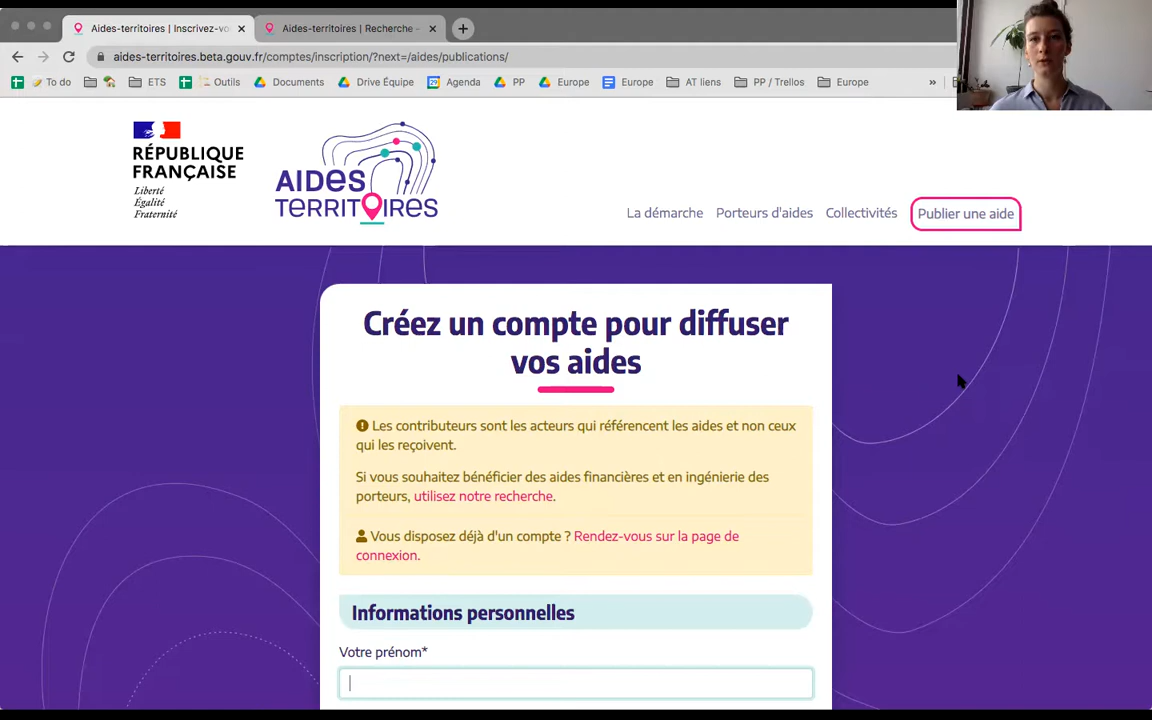 Aides-territoires | Inscrivez-vo
Aides-territoires | Recherche -
aides-territoires.beta.gouv.fr/comptes/inscription/?next=/aides/publications/
To do
ETS
Outils
Documents
Drive Équipe
Agenda
PP
Europe
Europe
AT liens
PP / Trellos
Europe
»
RÉPUBLIQUE
FRANÇAISE
Liberté
Égalité
Fraternité
AIDES
TERRITOIRES
La démarche
Porteurs d'aides
Collectivités
Publier une aide
Créez un compte pour diffuser
vos aides
Les contributeurs sont les acteurs qui référencent les aides et non ceux
qui les reçoivent.
Si vous souhaitez bénéficier des aides financières et en ingénierie des
porteurs, utilisez notre recherche.
Vous disposez déjà d'un compte ? Rendez-vous sur la page de
connexion.
Informations personnelles
Votre prénom*